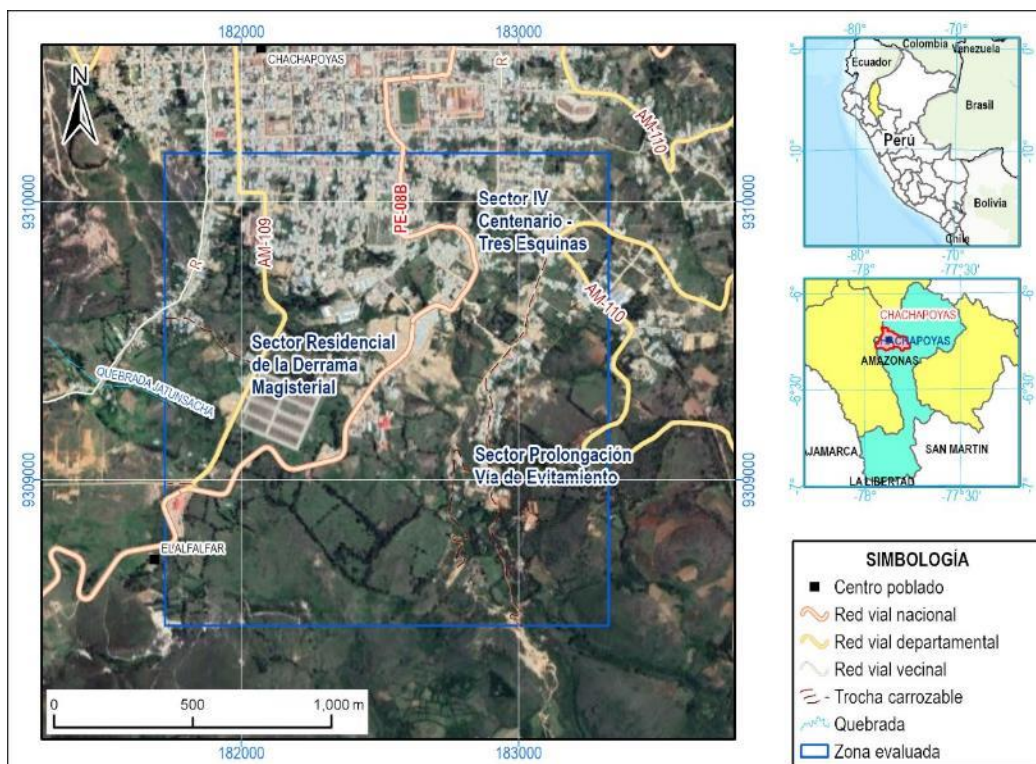 182000
183000
CHACHAPOYAS
R
N
AM-110
9310000
9310000
Sector IV
Centenario -
Tres Esquinas
PE-08B
AM-109
R
AM-110
Sector Residencial
de la Derrama
Magisterial
QUEBRADA JATUNSACHA
Sector Prolongación
Vía de Evitamiento
9309000
9309000
EL ALFALFAR
0
500
1,000 m
182000
183000
-80°
-70°
0°
0°
Colombia
Venezuela
Ecuador
Brasil
Perú
-10°
-10°
Bolivia
Chile
-80°
-70°
-78°
-77°30'
-6°
-6°
CHACHAPOYAS
CHACHAPOYAS
AMAZONAS
-6°30'
-6°30'
JAMARCA
SAN MARTIN
LA LIBERTAD
-7°
-7°
-78°
-77°30'
SIMBOLOGÍA
Centro poblado
Red vial nacional
Red vial departamental
Red vial vecinal
Trocha carrozable
Quebrada
Zona evaluada